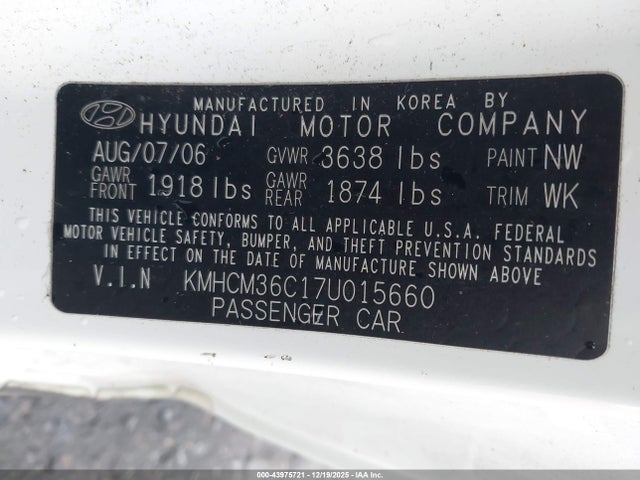 MANUFACTURED IN KOREA BY
HYUNDAI MOTOR COMPANY
AUG/07/06 GVWR 3638 lbs PAINT NW
GAWR FRONT 1918 lbs GAWR REAR 1874 lbs TRIM WK
THIS VEHICLE CONFORMS TO ALL APPLICABLE U.S.A. FEDERAL
MOTOR VEHICLE SAFETY, BUMPER, AND THEFT PREVENTION STANDARDS
IN EFFECT ON THE DATE OF MANUFACTURE SHOWN ABOVE
V.I.N KMHCM36C17U015660
PASSENGER CAR
000-43975721 - 12/19/2025 - IAAI.COM